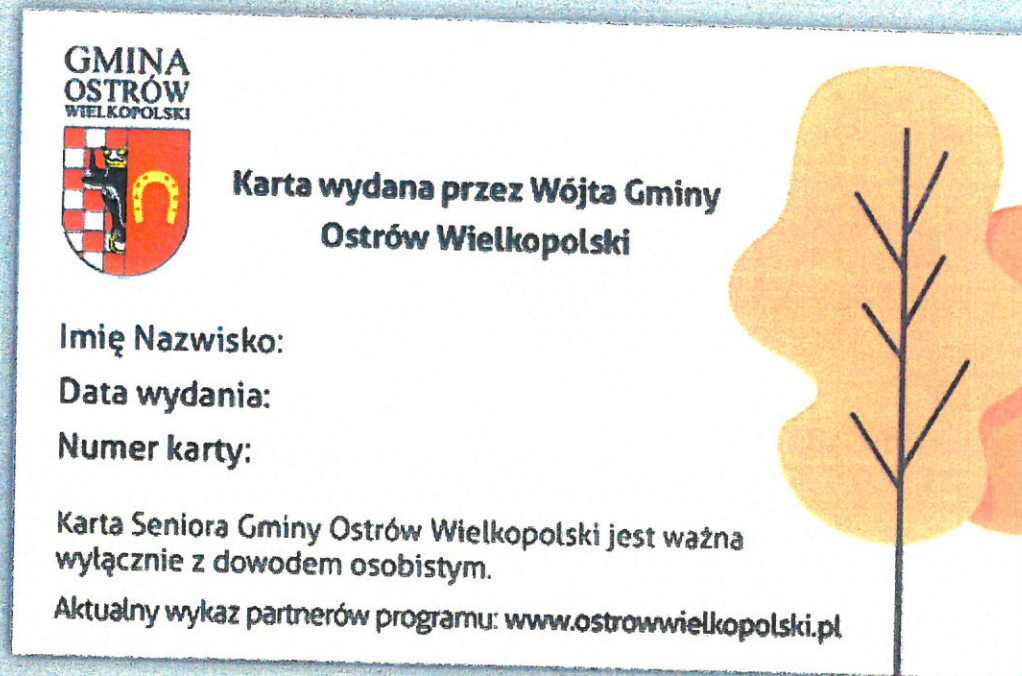 GMINA
OSTRÓW
WIELKOPOLSKI
Karta wydana przez Wójta Gminy
Ostrów Wielkopolski
Imię Nazwisko:
Data wydania:
Numer karty:
Karta Seniora Gminy Ostrów Wielkopolski jest ważna
wyłącznie z dowodem osobistym.
Aktualny wykaz partnerów programu: www.ostrowwielkopolski.pl